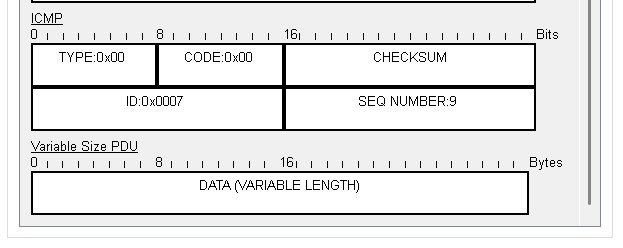 ICMP
0 8 16 Bits
TYPE:0x00 CODE:0x00 CHECKSUM
ID:0x0007 SEQ NUMBER:9
Variable Size PDU
0 8 16 Bytes
DATA (VARIABLE LENGTH)